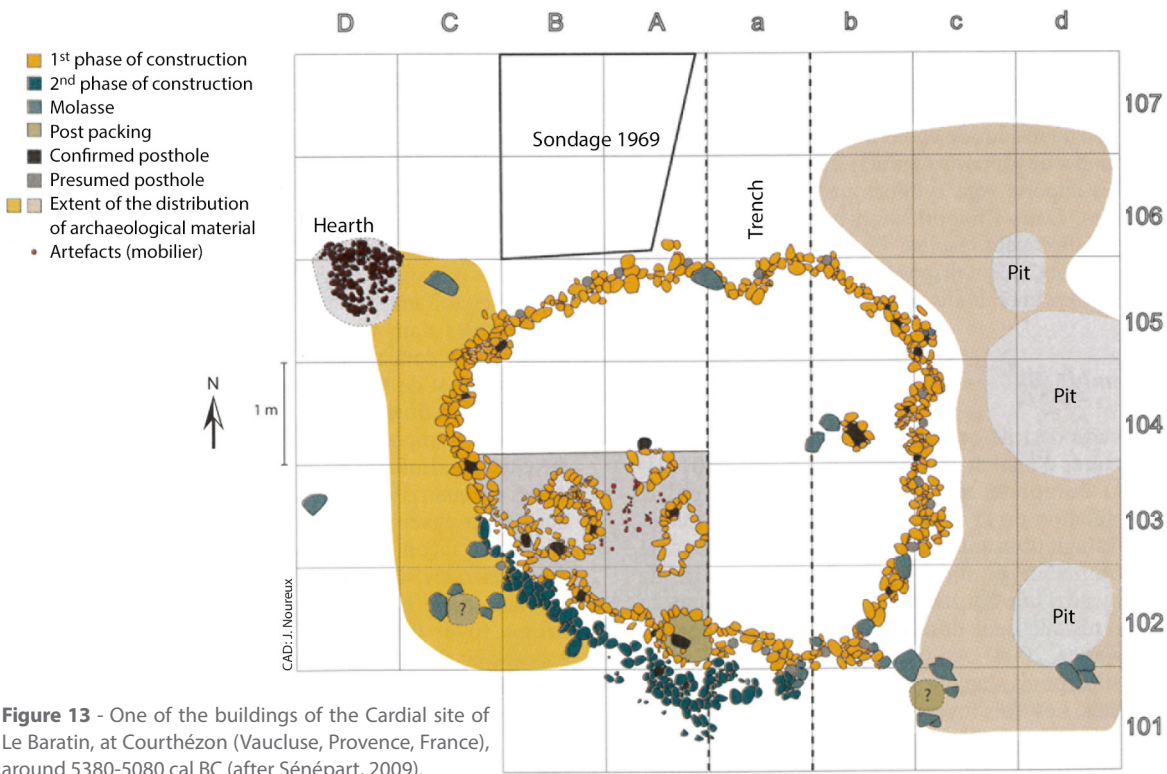 D C B A a b c d
1st phase of construction
2nd phase of construction
Molasse
Post packing
Confirmed posthole
Presumed posthole
Extent of the distribution
of archaeological material
Artefacts (mobilier)
Sondage 1969
Trench
Hearth
Pit
Pit
Pit
107
106
105
104
103
102
101
N
1 m
?
?
CAD: J. Noureux
Figure 13 - One of the buildings of the Cardial site of
Le Baratin, at Courthézon (Vaucluse, Provence, France),
around 5380-5080 cal BC (after Sénépart, 2009).